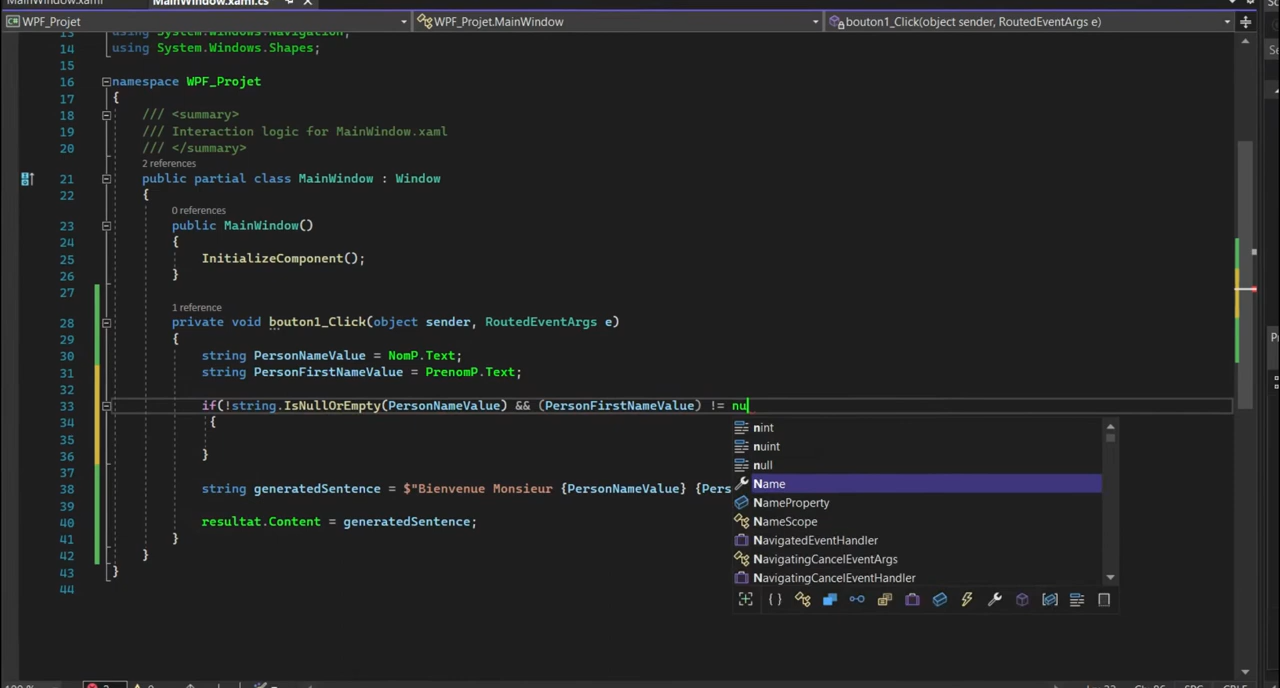 MainWindow.xaml
MainWindow.xaml.cs
WPF_Projet
WPF_Projet.MainWindow
bouton1_Click(object sender, RoutedEventArgs e)
13 using System.Windows.Navigation;
14 using System.Windows.Shapes;
15
16 namespace WPF_Projet
17 {
18 /// <summary>
19 /// Interaction logic for MainWindow.xaml
20 /// </summary>
2 references
21 public partial class MainWindow : Window
22 {
0 references
23 public MainWindow()
24 {
25 InitializeComponent();
26 }
27
1 reference
28 private void bouton1_Click(object sender, RoutedEventArgs e)
29 {
30 string PersonNameValue = NomP.Text;
31 string PersonFirstNameValue = PrenomP.Text;
32
33 if(!string.IsNullOrEmpty(PersonNameValue) && (PersonFirstNameValue) != nu
34 {
35
36 }
37
38 string generatedSentence = $"Bienvenue Monsieur {PersonNameValue} {Pers
39
40 resultat.Content = generatedSentence;
41 }
42 }
43 }
44
nint
nuint
null
Name
NameProperty
NameScope
NavigatedEventHandler
NavigatingCancelEventArgs
NavigatingCancelEventHandler